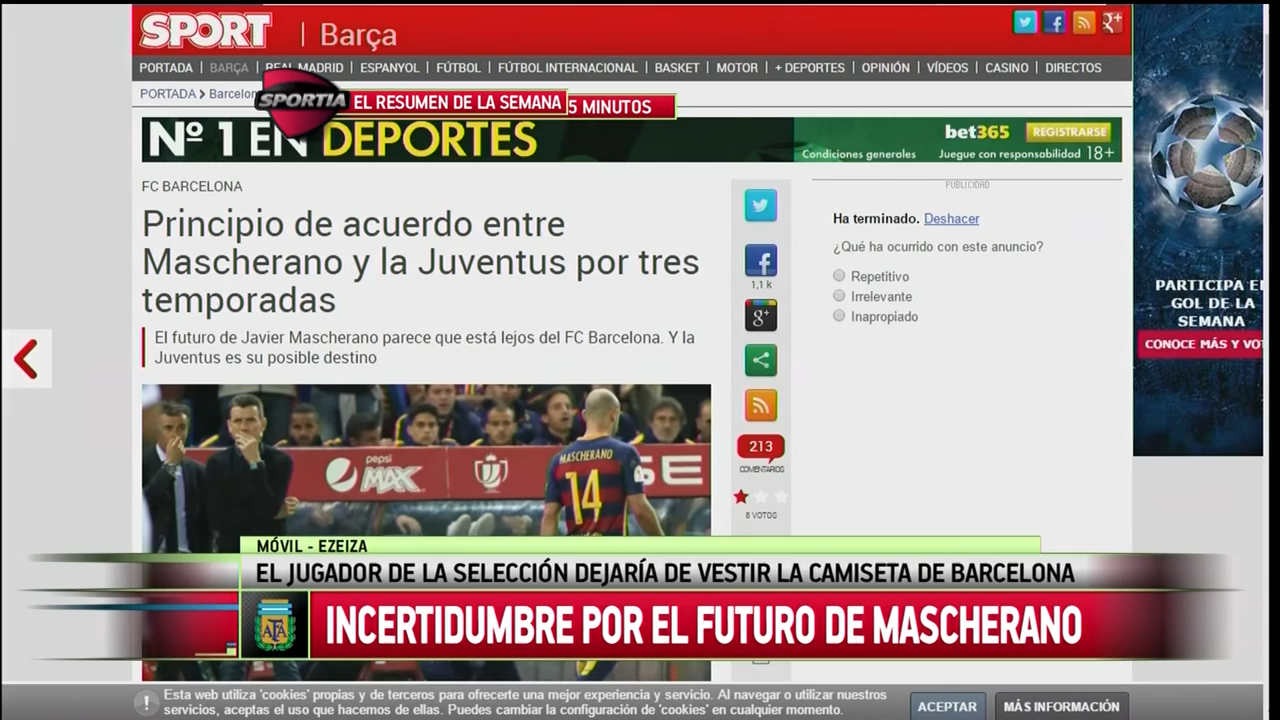 SPORT | Barça
PORTADA | BARÇA | REAL MADRID | ESPANYOL | FÚTBOL | FÚTBOL INTERNACIONAL | BASKET | MOTOR | + DEPORTES | OPINIÓN | VÍDEOS | CASINO | DIRECTOS
PORTADA > Barcelon
SPORTIA EL RESUMEN DE LA SEMANA 5 MINUTOS
Nº 1 EN DEPORTES
bet365 REGISTRARSE
Condiciones generales Juegue con responsabilidad 18+
PUBLICIDAD
FC BARCELONA
Principio de acuerdo entre
Mascherano y la Juventus por tres
temporadas
El futuro de Javier Mascherano parece que está lejos del FC Barcelona. Y la
Juventus es su posible destino
1,1 k
g+
213
COMENTARIOS
8 VOTOS
Ha terminado. Deshacer
¿Qué ha ocurrido con este anuncio?
Repetitivo
Irrelevante
Inapropiado
PARTICIPA EN
GOL DE LA
SEMANA
CONOCE MÁS Y VOT
pepsi
MAX
MASCHERANO
14
MÓVIL - EZEIZA
EL JUGADOR DE LA SELECCIÓN DEJARÍA DE VESTIR LA CAMISETA DE BARCELONA
AFA
INCERTIDUMBRE POR EL FUTURO DE MASCHERANO
Esta web utiliza 'cookies' propias y de terceros para ofrecerte una mejor experiencia y servicio. Al navegar o utilizar nuestros
servicios, aceptas el uso que hacemos de ellas. Puedes cambiar la configuración de 'cookies' en cualquier momento.
ACEPTAR
MÁS INFORMACIÓN